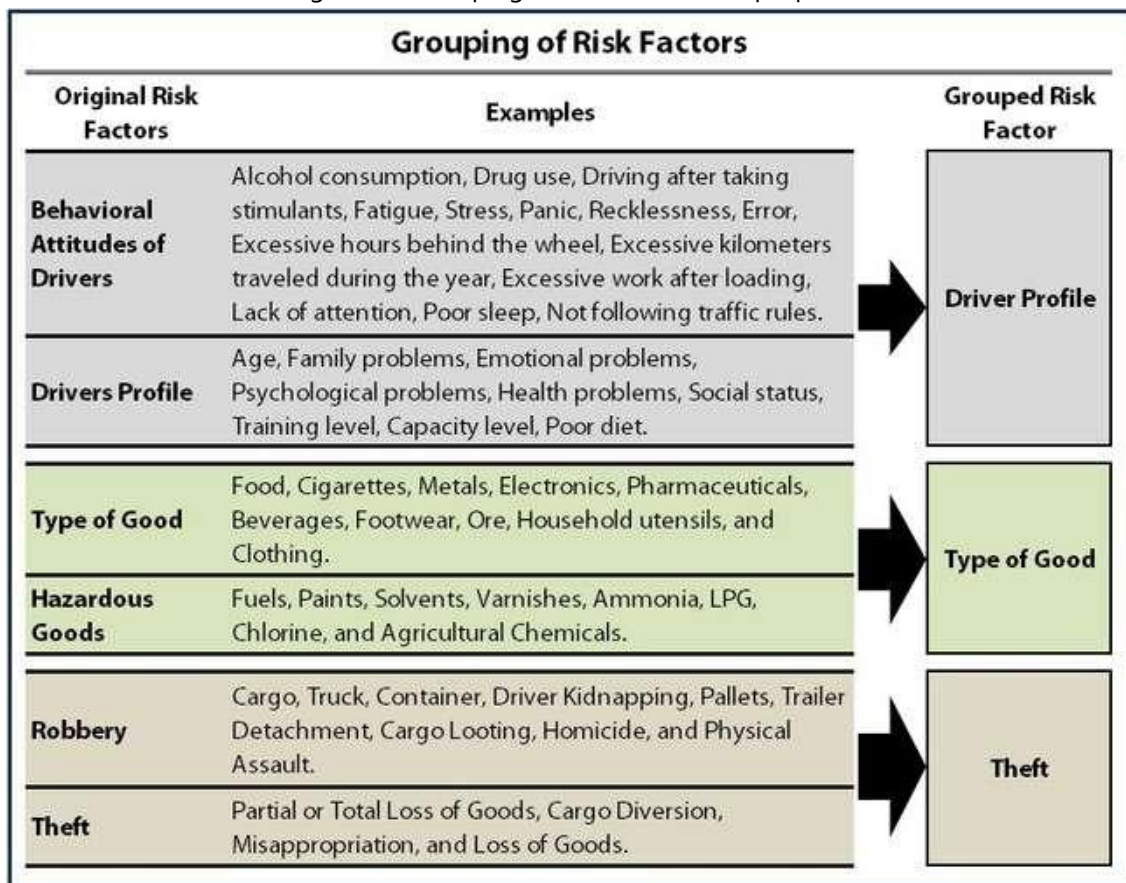 Grouping of Risk Factors
Original Risk
Factors
Examples
Grouped Risk
Factor
Behavioral
Attitudes of
Drivers
Alcohol consumption, Drug use, Driving after taking
stimulants, Fatigue, Stress, Panic, Recklessness, Error,
Excessive hours behind the wheel, Excessive kilometers
traveled during the year, Excessive work after loading,
Lack of attention, Poor sleep, Not following traffic rules.
Drivers Profile
Age, Family problems, Emotional problems,
Psychological problems, Health problems, Social status,
Training level, Capacity level, Poor diet.
Driver Profile
Type of Good
Food, Cigarettes, Metals, Electronics, Pharmaceuticals,
Beverages, Footwear, Ore, Household utensils, and
Clothing.
Hazardous
Goods
Fuels, Paints, Solvents, Varnishes, Ammonia, LPG,
Chlorine, and Agricultural Chemicals.
Type of Good
Robbery
Cargo, Truck, Container, Driver Kidnapping, Pallets, Trailer
Detachment, Cargo Looting, Homicide, and Physical
Assault.
Theft
Partial or Total Loss of Goods, Cargo Diversion,
Misappropriation, and Loss of Goods.
Theft